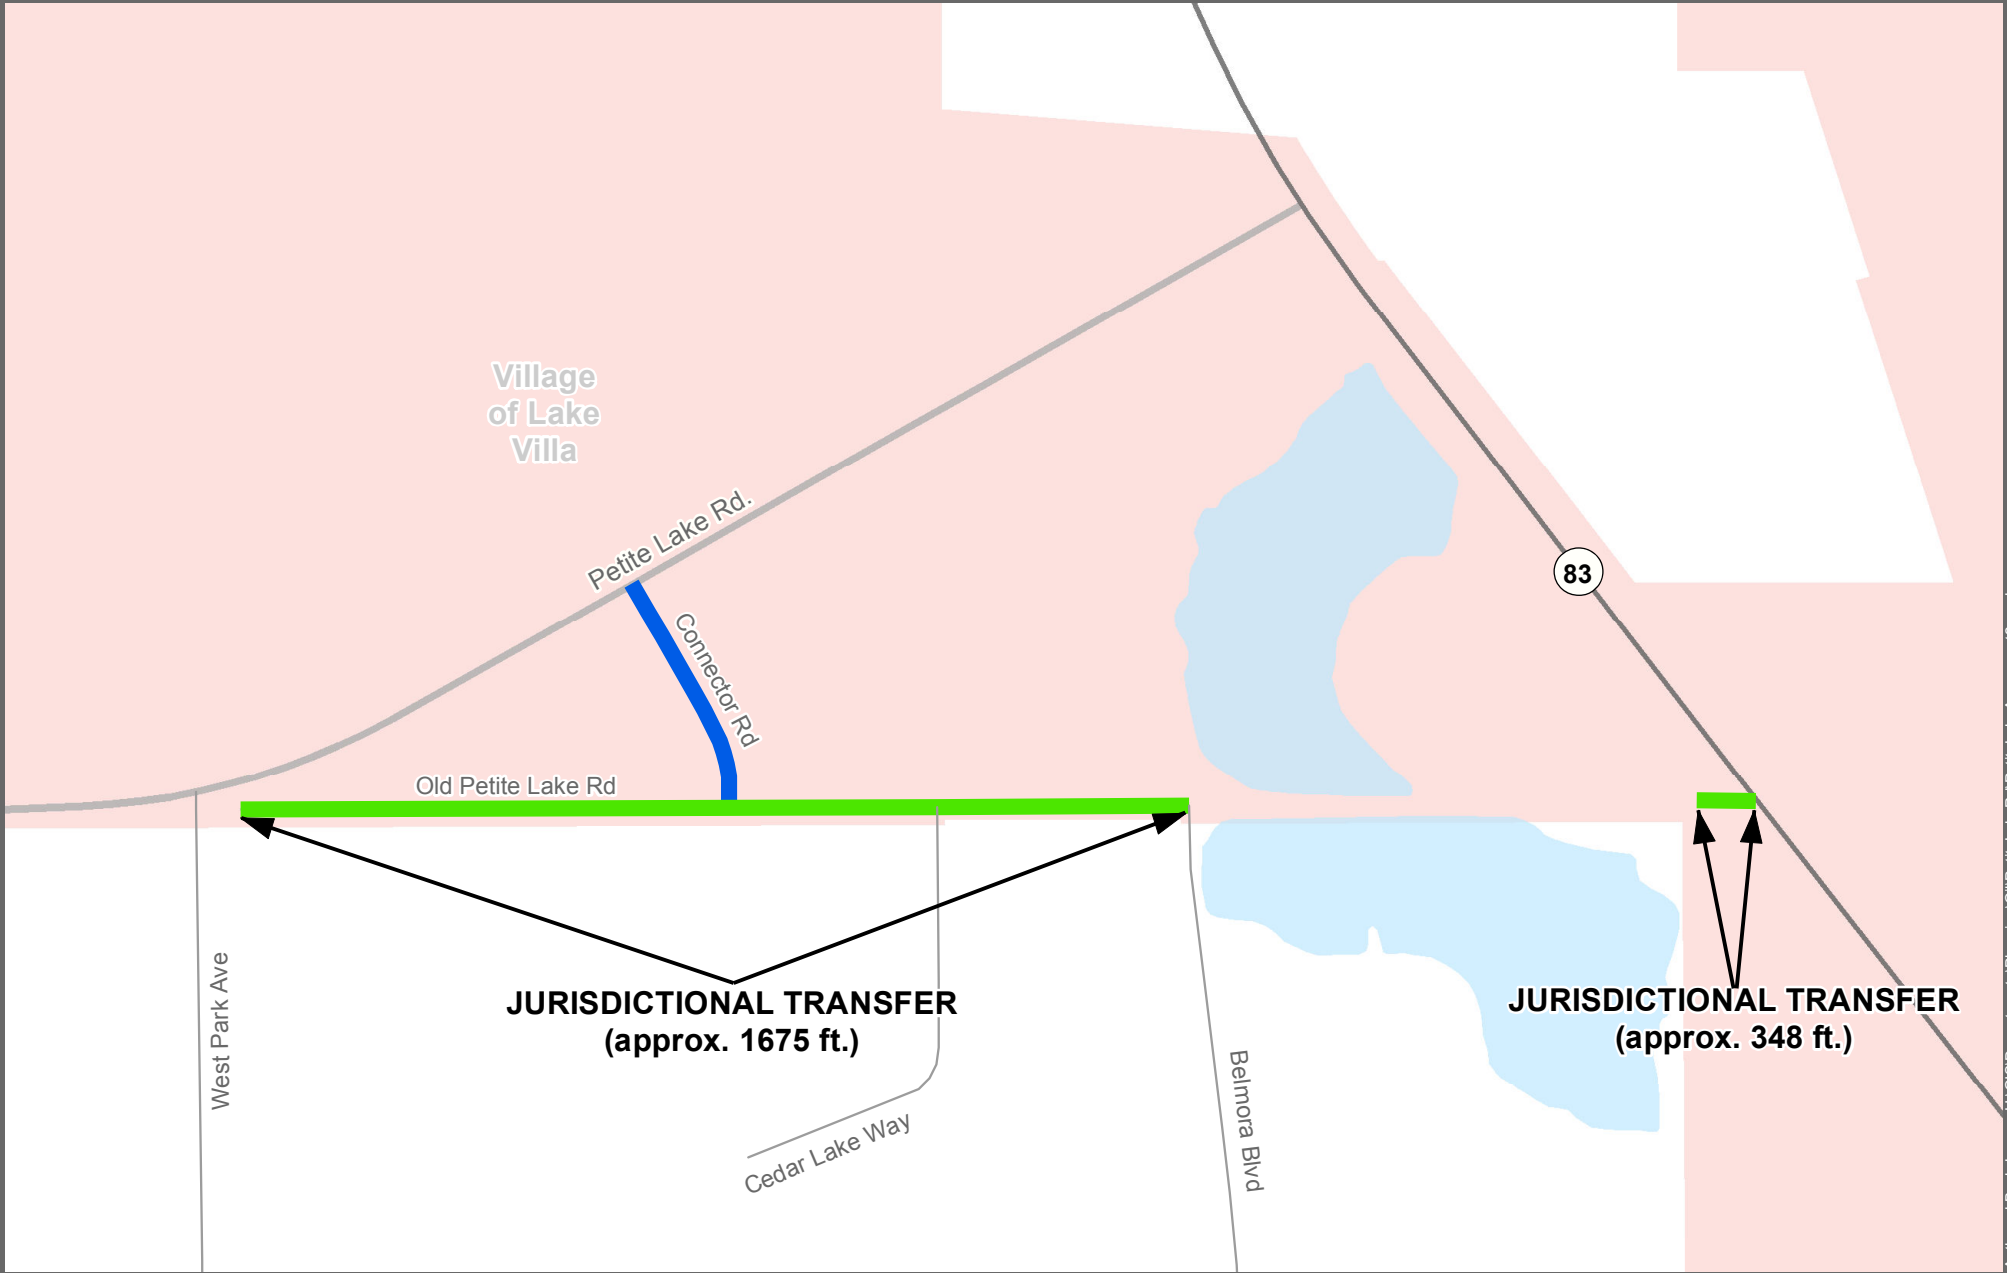 Village
of Lake
Villa
Petite Lake Rd.
Connector Rd
83
Old Petite Lake Rd
West Park Ave
JURISDICTIONAL TRANSFER
(approx. 1675 ft.)
JURISDICTIONAL TRANSFER
(approx. 348 ft.)
Cedar Lake Way
Belmora Blvd